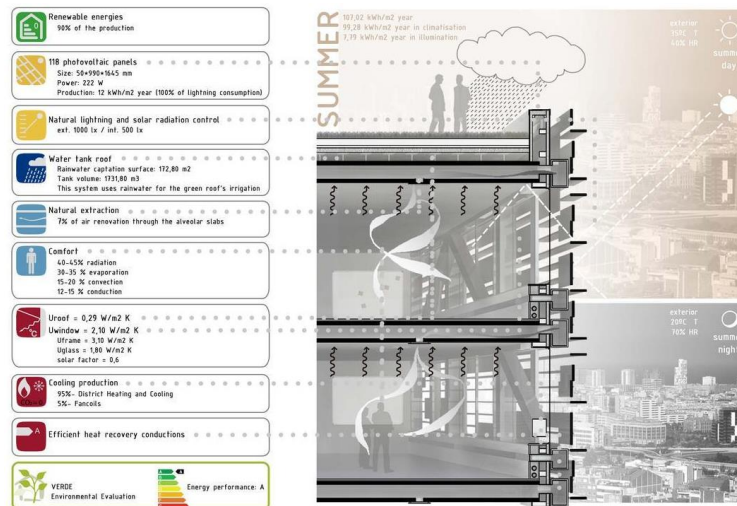 Renewable energies
90% of the production
118 photovoltaic panels
Size: 50*990*1645 mm
Power: 222 W
Production: 12 kWh/m2 year (100% of lightning consumption)
Natural lightning and solar radiation control
ext. 1000 lx / int. 500 lx
Water tank roof
Rainwater captation surface: 172,80 m2
Tank volume: 1731,80 m3
This system uses rainwater for the green roof's irrigation
Natural extraction
7% of air renovation through the alveolar slabs
Comfort
40-45% radiation
30-35 % evaporation
15-20 % convection
12-15 % conduction
Uroof = 0,29 W/m2 K
Uwindow = 2,10 W/m2 K
Uframe = 3,10 W/m2 K
Uglass = 1,80 W/m2 K
solar factor = 0,6
Cooling production
95%- District Heating and Cooling
5%- Fancoils
A
Efficient heat recovery conductions
VERDE
Environmental Evaluation
Energy performance: A
SUMMER
107,02 kWh/m2 year
99,28 kWh/m2 year in climatisation
7,79 kWh/m2 year in illumination
exterior
40% HR
summe
day
exterior
20ºC T
70% HR
summe
night